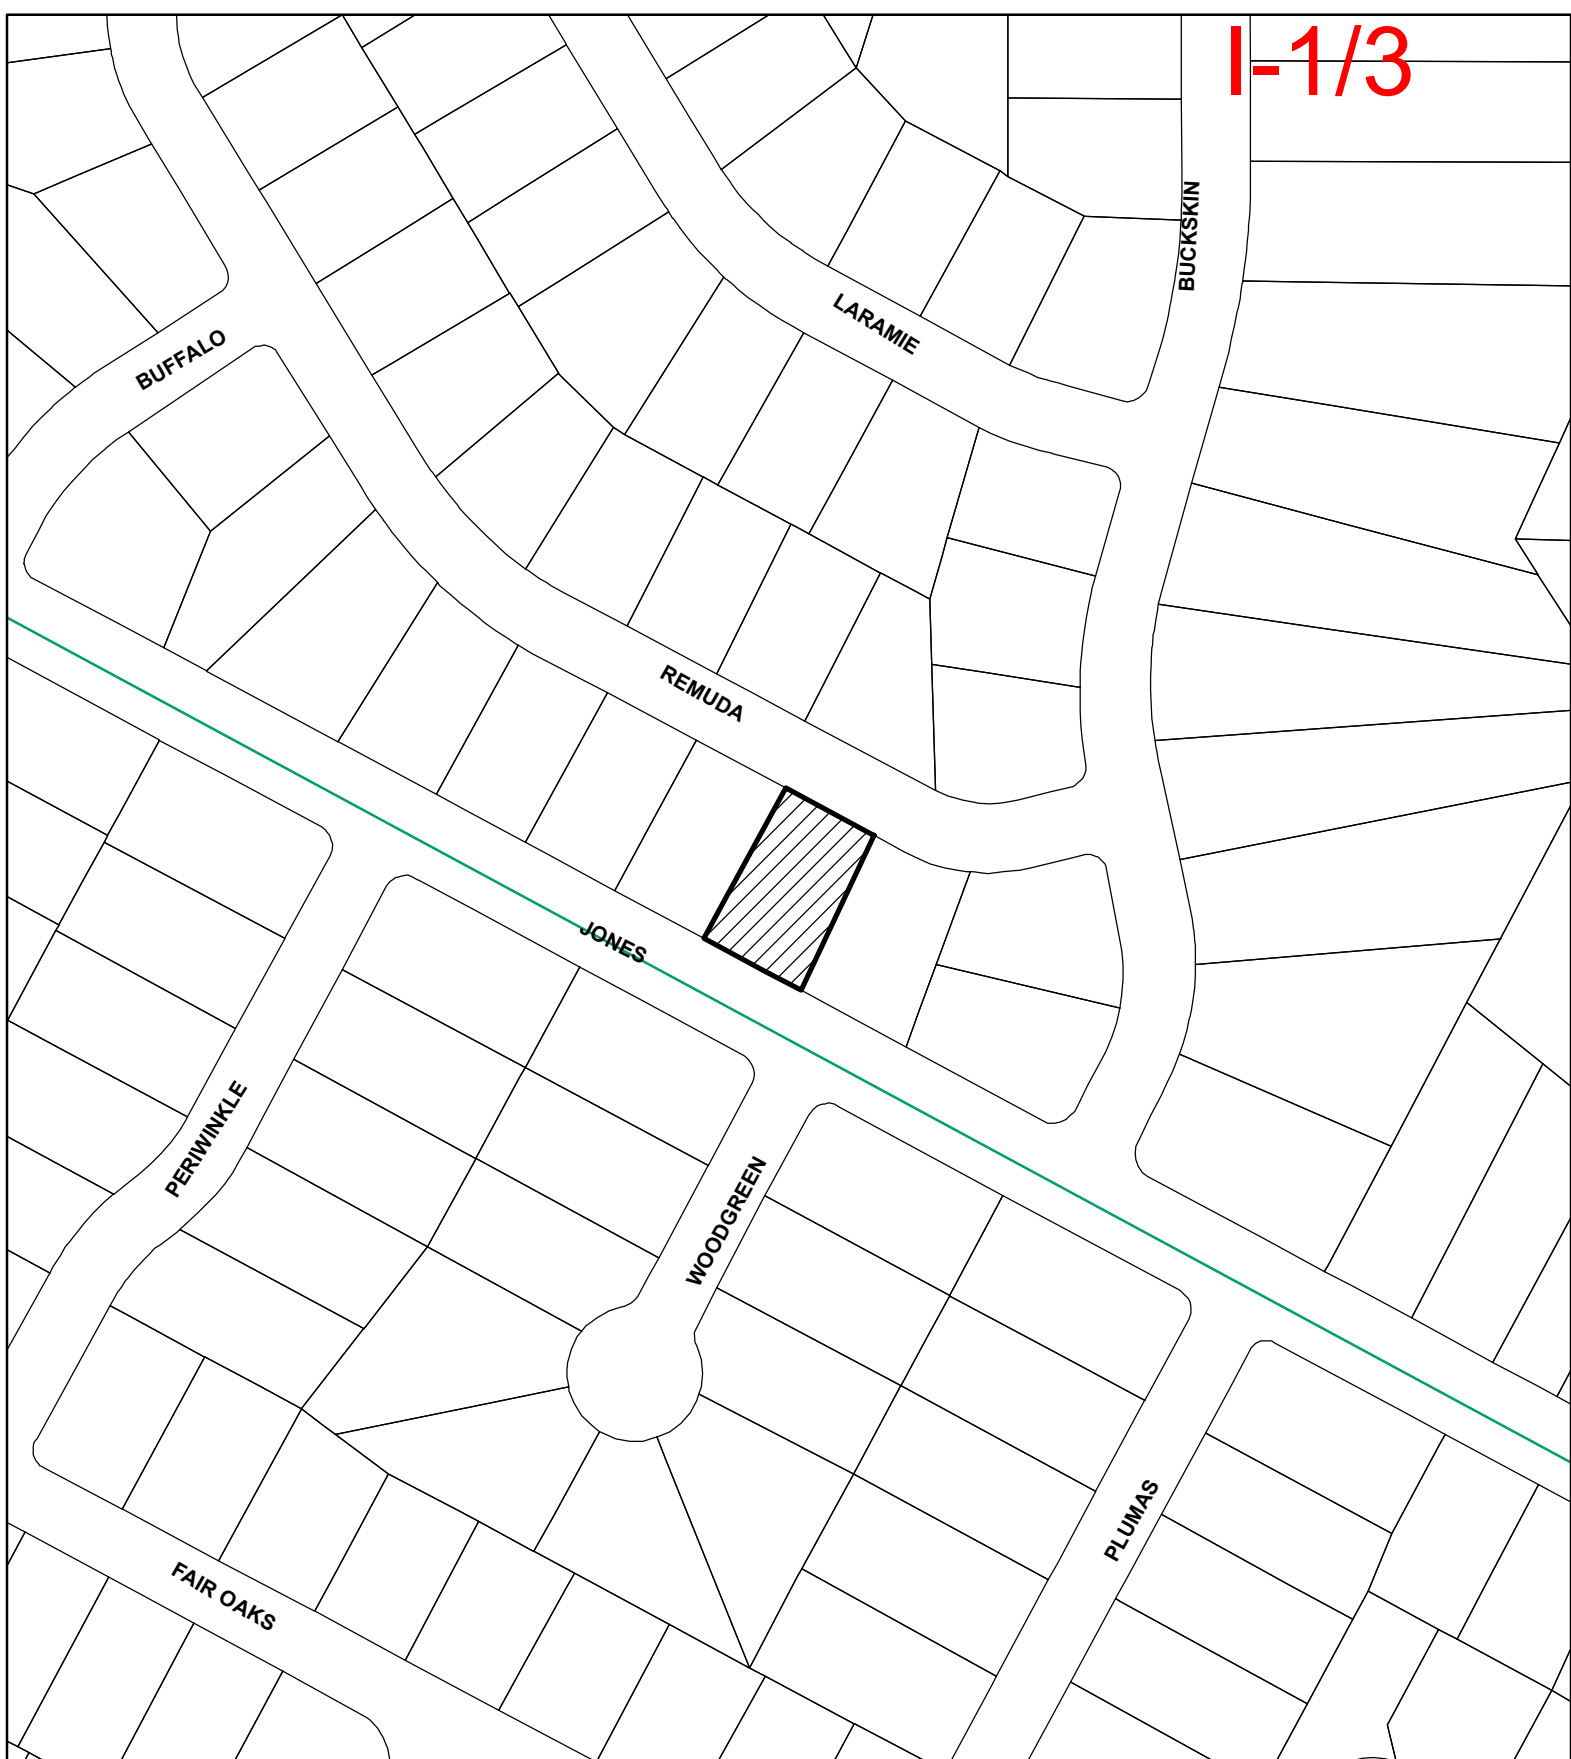 I-1/3
BUCKSKIN
LARAMIE
BUFFALO
REMUDA
JONES
PERIWINKLE
WOODGREEN
PLUMAS
FAIR OAKS